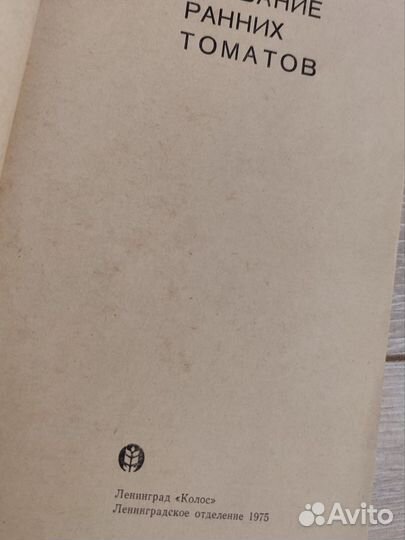 РАННИХ
ТОМАТОВ
Ленинград «Колос»
Ленинградское отделение 1975
Avito